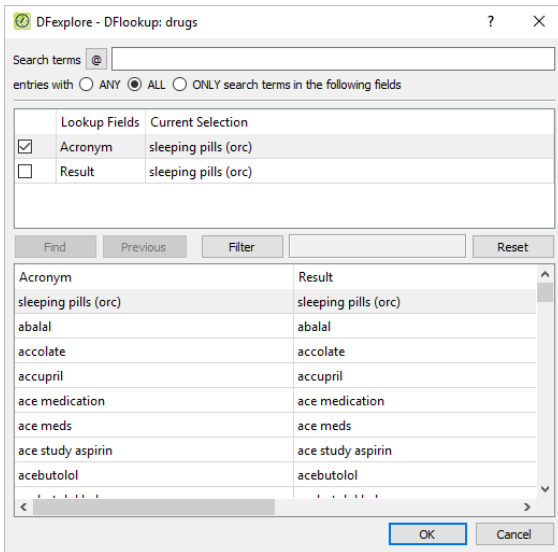 DFexplore - DFlookup: drugs ?
Search terms @
entries with ANY ALL ONLY search terms in the following fields
Lookup Fields Current Selection
Acronym sleeping pills (orc)
Result sleeping pills (orc)
Find Previous Filter Reset
Acronym Result
sleeping pills (orc) sleeping pills (orc)
abalal abalal
accolate accolate
accupril accupril
ace medication ace medication
ace meds ace meds
ace study aspirin ace study aspirin
acebutolol acebutolol
OK Cancel